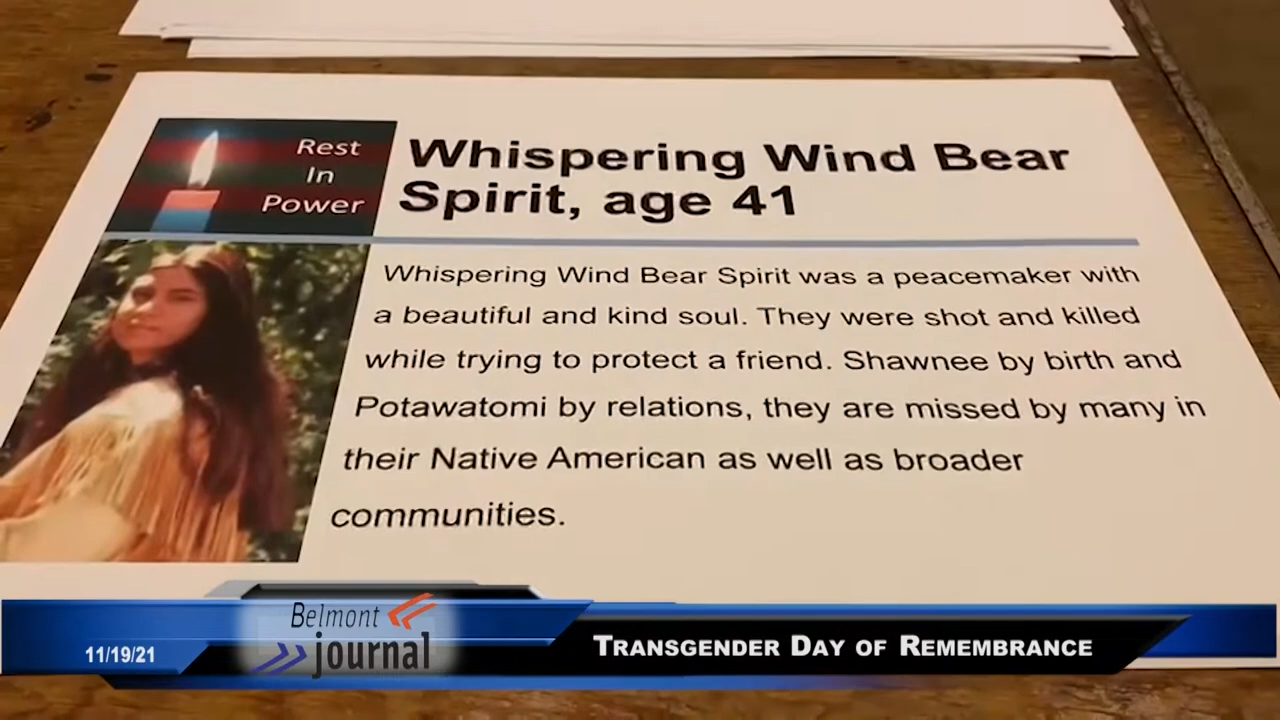 Rest
In
Power
Whispering Wind Bear
Spirit, age 41
Whispering Wind Bear Spirit was a peacemaker with
a beautiful and kind soul. They were shot and killed
while trying to protect a friend. Shawnee by birth and
Potawatomi by relations, they are missed by many in
their Native American as well as broader
communities.
11/19/21
Belmont
journal
TRANSGENDER DAY OF REMEMBRANCE